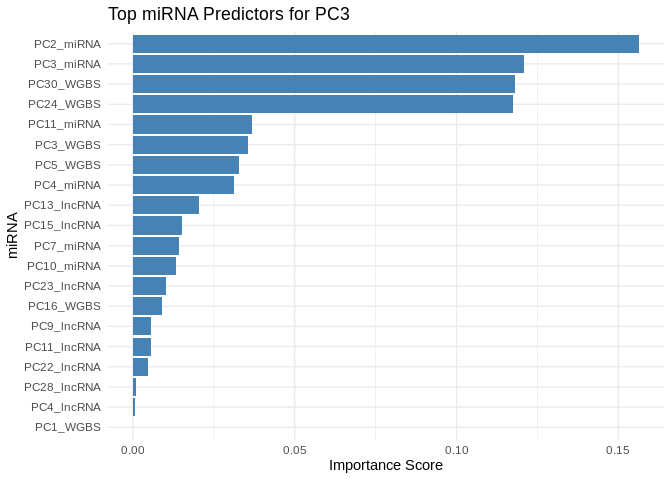 Top miRNA Predictors for PC3
PC2_miRNA
PC3_miRNA
PC30_WGBS
PC24_WGBS
PC11_miRNA
PC3_WGBS
PC5_WGBS
PC4_miRNA
PC13_lncRNA
PC15_lncRNA
PC7_miRNA
PC10_miRNA
PC23_lncRNA
PC16_WGBS
PC9_lncRNA
PC11_lncRNA
PC22_lncRNA
PC28_lncRNA
PC4_lncRNA
PC1_WGBS
miRNA
0.00 0.05 0.10 0.15
Importance Score